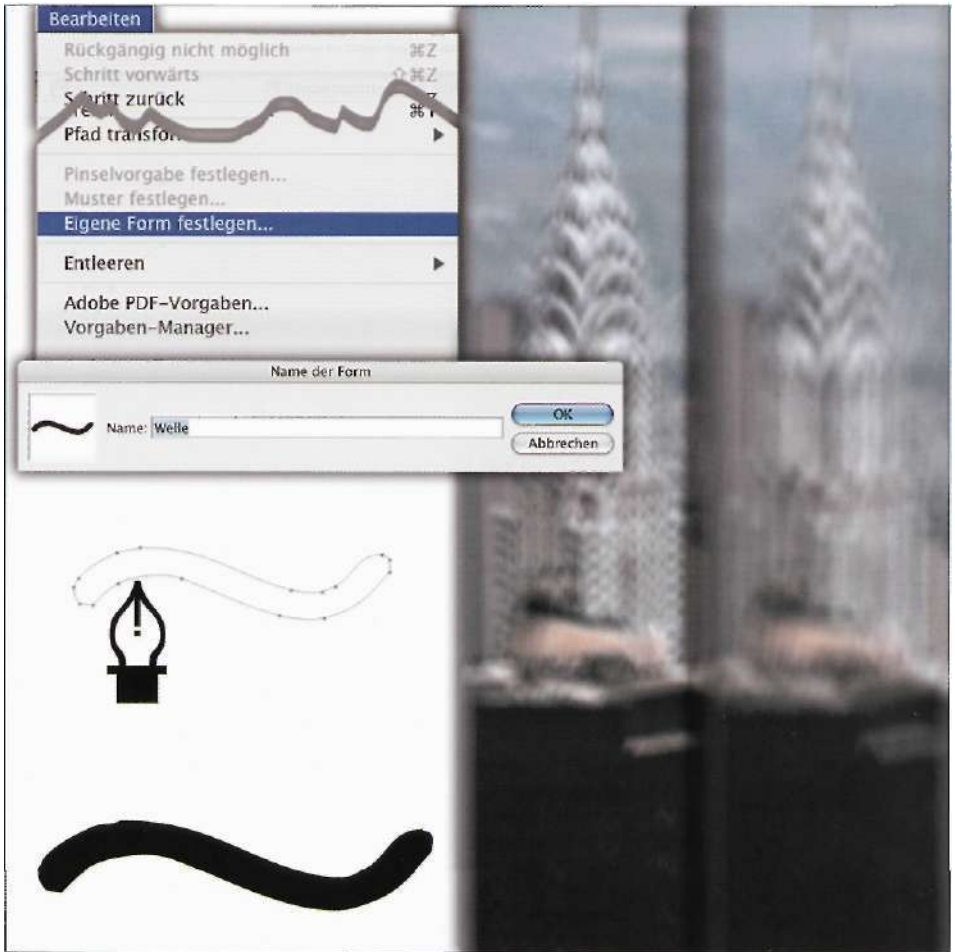 Bearbeiten
Rückgängig nicht möglich ⌘Z
Schritt vorwärts ⇧⌘Z
Schritt zurück
Pfad
Pinselvorgabe festlegen...
Muster festlegen...
Eigene Form festlegen...
Entleeren
Adobe PDF-Vorgaben...
Vorgaben-Manager...
Name der Form
Name: Welle
OK
Abbrechen